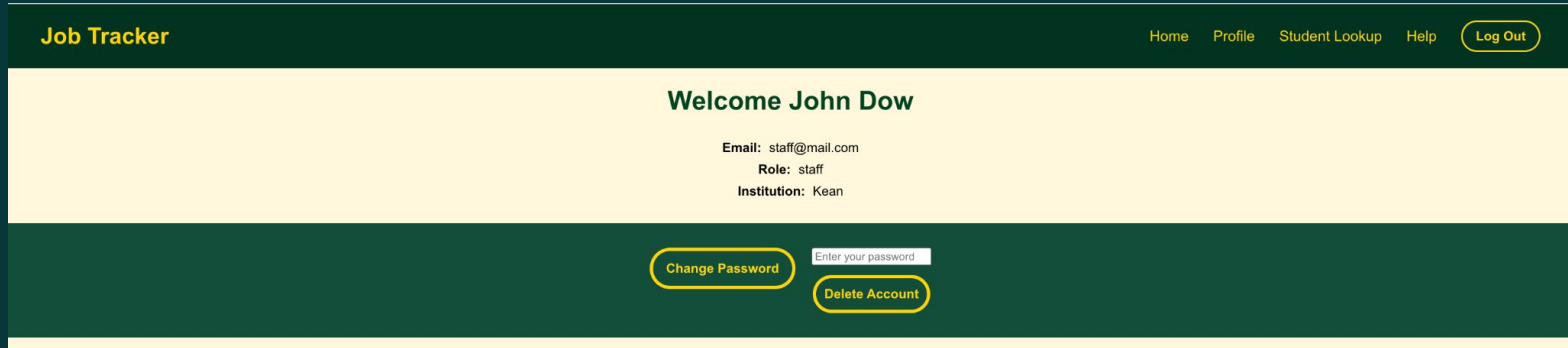 Job Tracker
Home Profile Student Lookup Help Log Out
Welcome John Dow
Email: staff@mail.com
Role: staff
Institution: Kean
Change Password
Enter your password
Delete Account